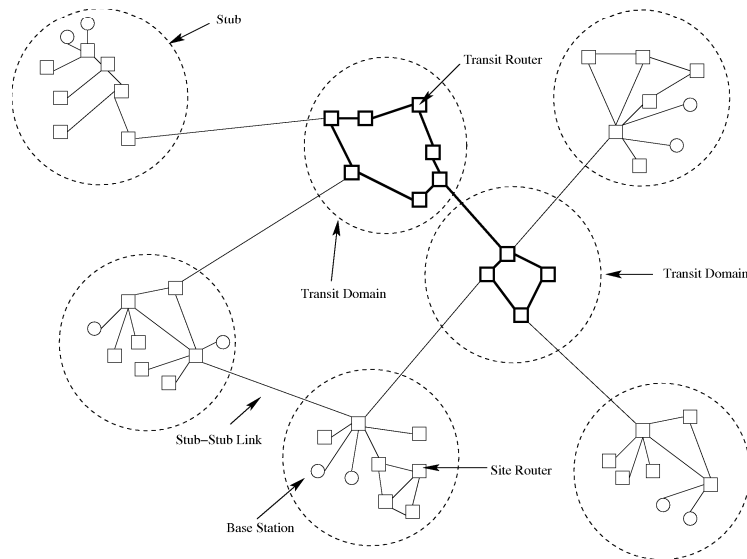 Stub
Transit Router
Transit Domain
Transit Domain
Stub−Stub Link
Site Router
Base Station